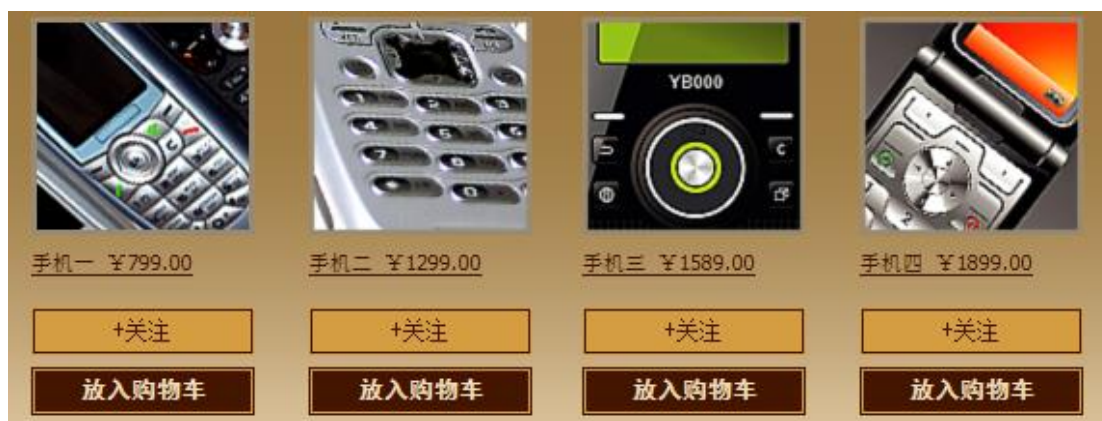 YB000
手机一 ￥799.00
手机二 ￥1299.00
手机三 ￥1589.00
手机四 ￥1899.00
+关注
+关注
+关注
+关注
放入购物车
放入购物车
放入购物车
放入购物车